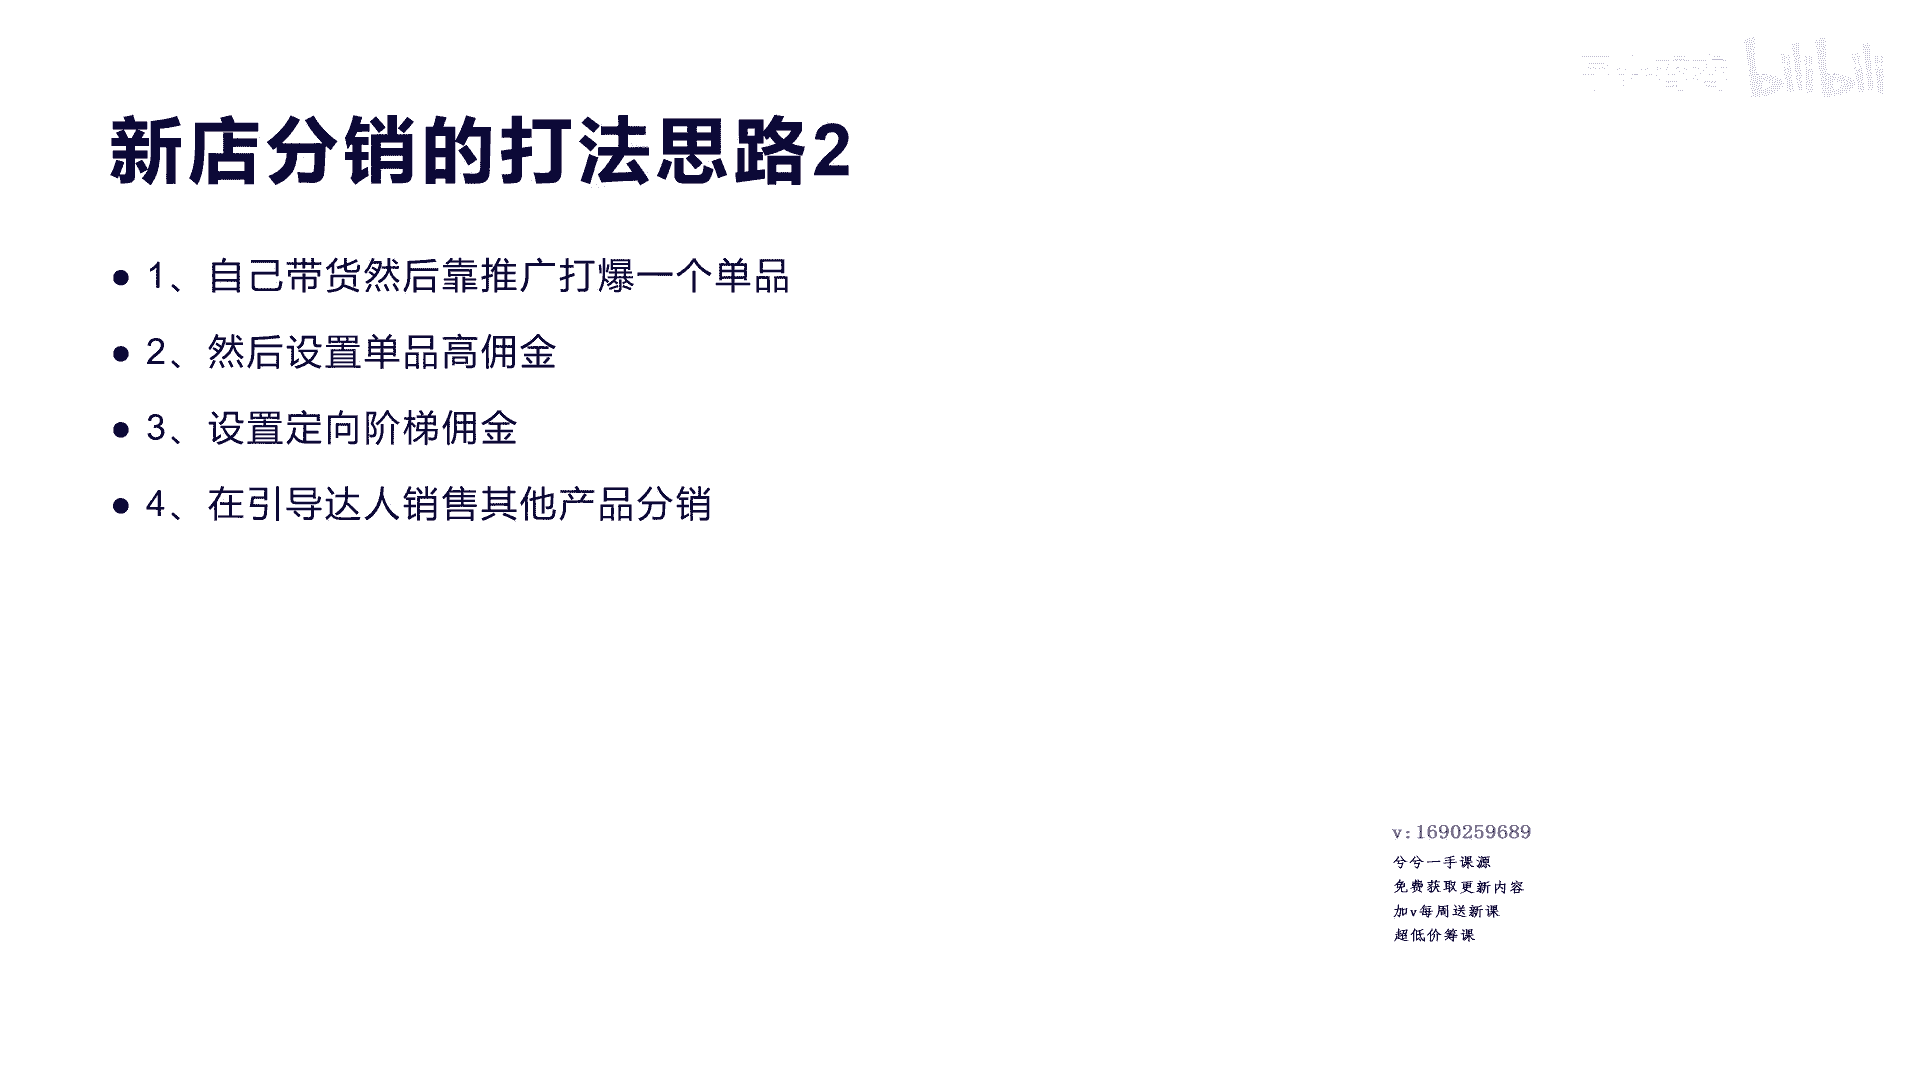 bilibili
新店分销的打法思路2
● 1、自己带货然后靠推广打爆一个单品
● 2、然后设置单品高佣金
● 3、设置定向阶梯佣金
● 4、在引导达人销售其他产品分销
v:1690259689
兮兮一手课源
免费获取更新内容
加v每周送新课
超低价筹课